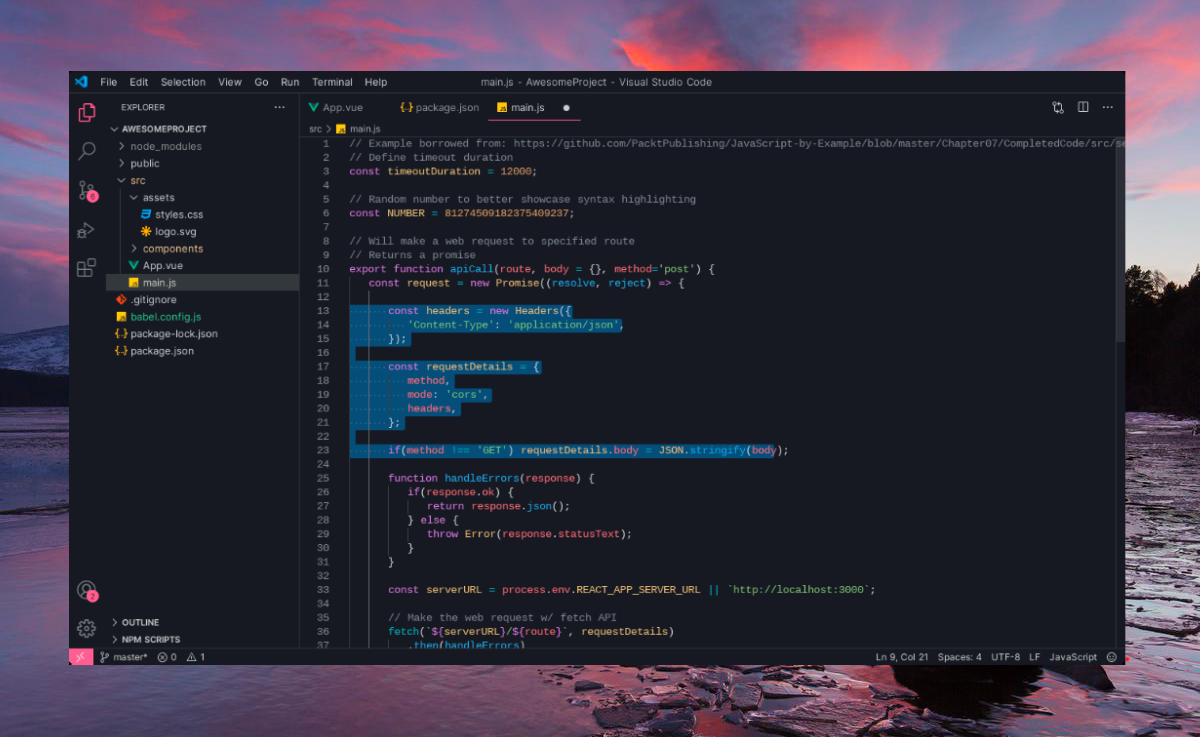 File Edit Selection View Go Run Terminal Help main.js - AwesomeProject - Visual Studio Code
EXPLORER ···
AWESOMEPROJECT
node_modules
public
src
assets
styles.css
logo.svg
components
App.vue
main.js
.gitignore
babel.config.js
package-lock.json
package.json
OUTLINE
NPM SCRIPTS
6
2
App.vue {..} package.json main.js ●
src > main.js
1 // Example borrowed from: https://github.com/PacktPublishing/JavaScript-by-Example/blob/master/Chapter07/CompletedCode/src/se
2 // Define timeout duration
3 const timeoutDuration = 12000;
4
5 // Random number to better showcase syntax highlighting
6 const NUMBER = 81274509182375409237;
7
8 // Will make a web request to specified route
9 // Returns a promise
10 export function apiCall(route, body = {}, method='post') {
11 const request = new Promise((resolve, reject) => {
12
13 const headers = new Headers({
14 'Content-Type': 'application/json',
15 });
16
17 const requestDetails = {
18 method,
19 mode: 'cors',
20 headers,
21 };
22
23 if(method !== 'GET') requestDetails.body = JSON.stringify(body);
24
25 function handleErrors(response) {
26 if(response.ok) {
27 return response.json();
28 } else {
29 throw Error(response.statusText);
30 }
31 }
32
33 const serverURL = process.env.REACT_APP_SERVER_URL || `http://localhost:3000`;
34
35 // Make the web request w/ fetch API
36 fetch(`${serverURL}/${route}`, requestDetails)
37 .then(handleErrors)
master* 0 1 Ln 9, Col 21 Spaces: 4 UTF-8 LF JavaScript